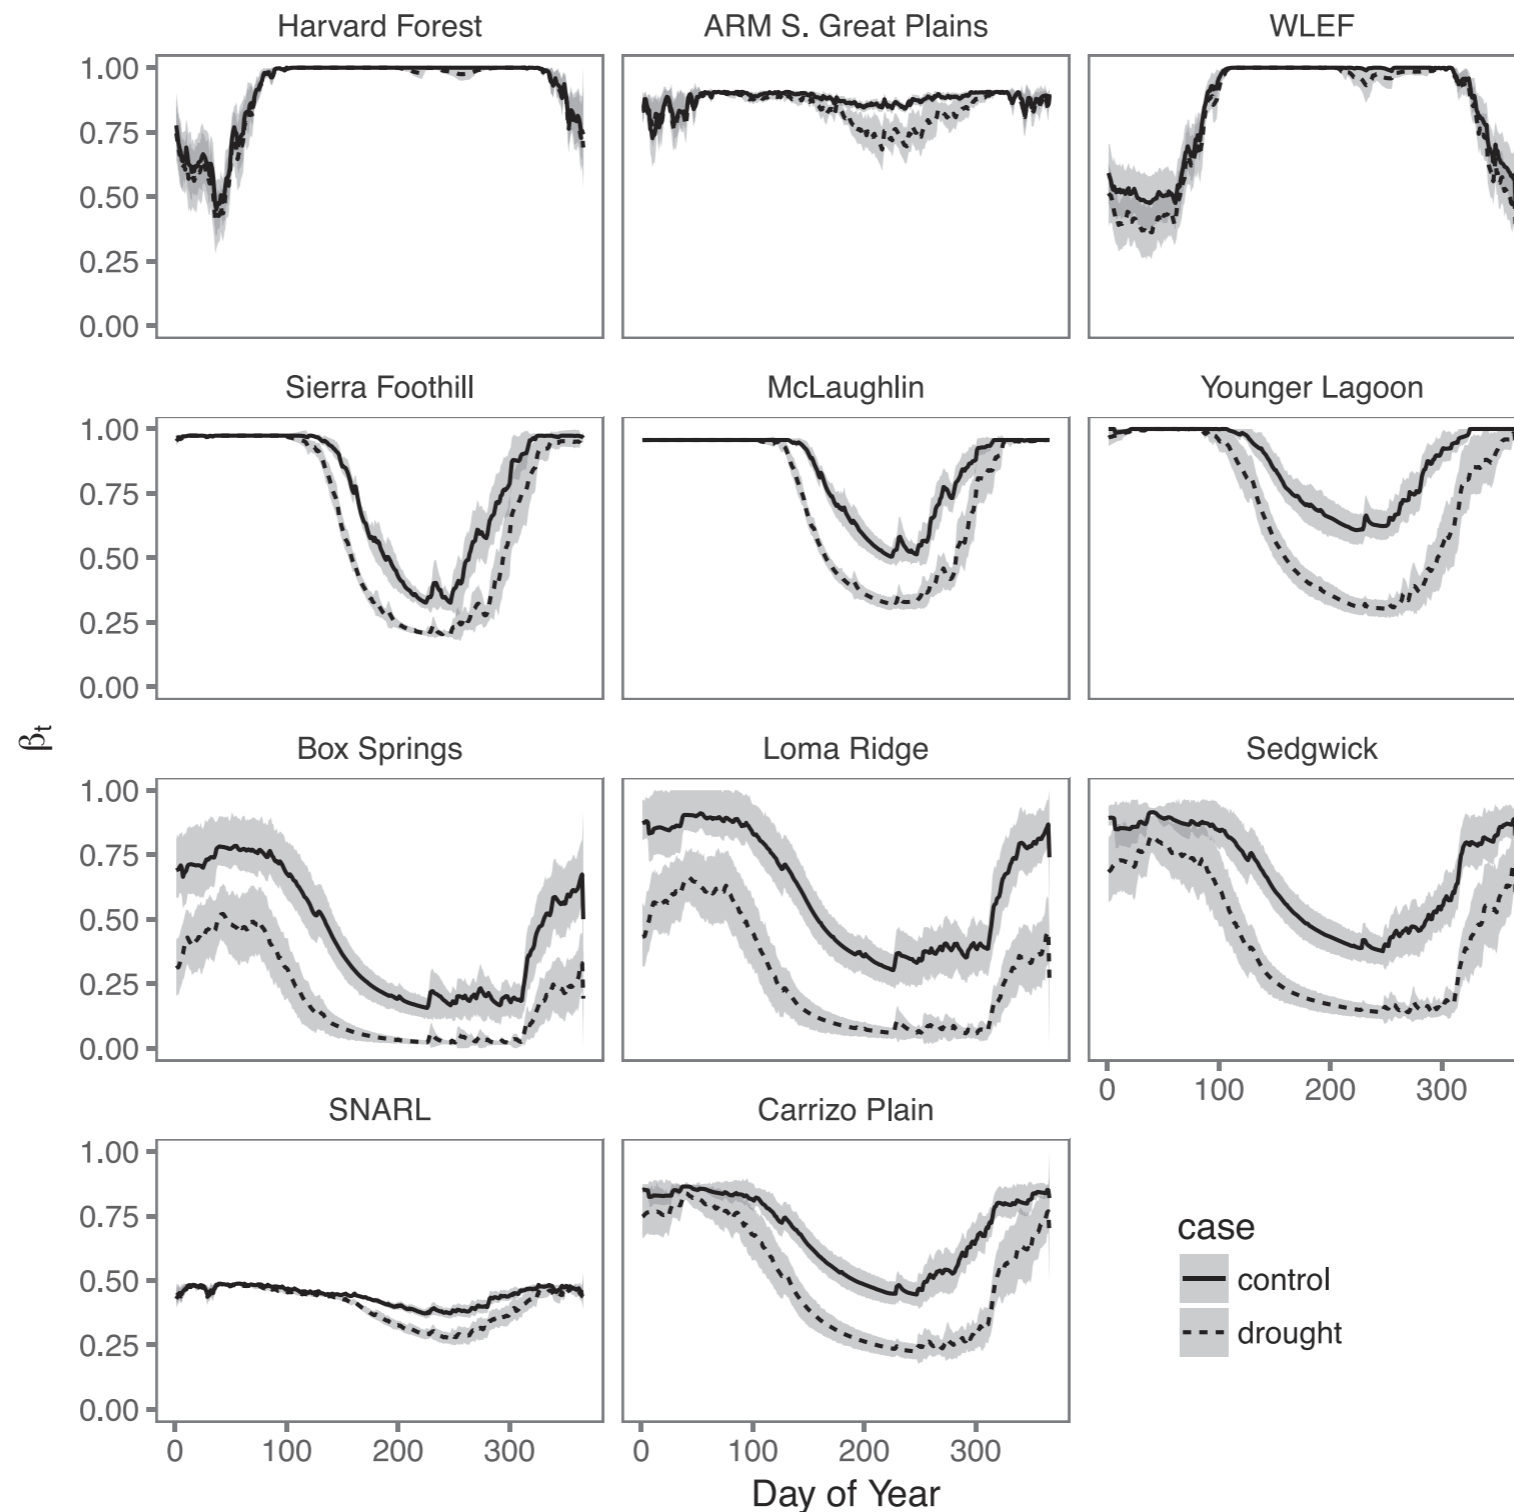 Harvard Forest ARM S. Great Plains WLEF
1.00
0.75
0.50
0.25
0.00
Sierra Foothill McLaughlin Younger Lagoon
1.00
0.75
0.50
0.25
0.00
βt
Box Springs Loma Ridge Sedgwick
1.00
0.75
0.50
0.25
0.00
0 100 200 300
SNARL Carrizo Plain
1.00
0.75
0.50
0.25
0.00
case
control
drought
0 100 200 300 0 100 200 300
Day of Year